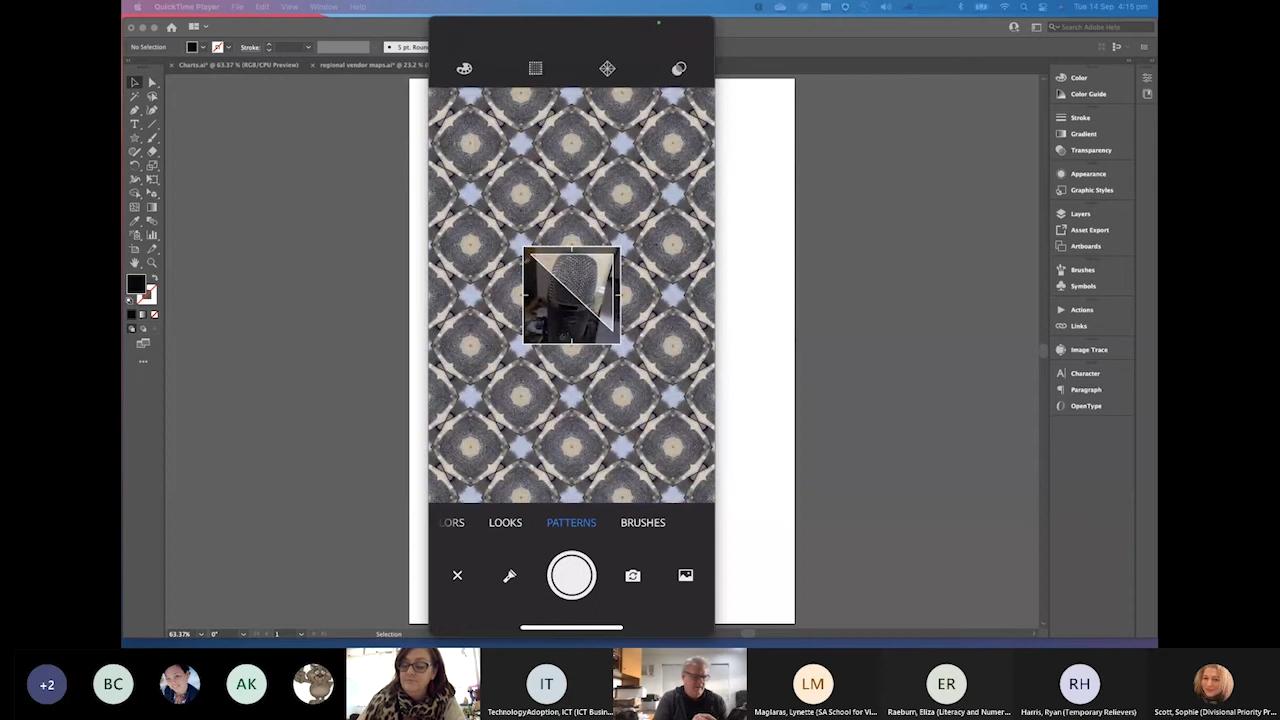 QuickTime Player File Edit View Window Help
Tue 14 Sep 4:15 pm
Search Adobe Help
No Selection
Stroke:
5 pt. Roun
Charts.ai* @ 63.37 % (RGB/CPU Preview)
regional vendor maps.ai* @ 23.2 %
Color
Color Guide
Stroke
Gradient
Transparency
Appearance
Graphic Styles
Layers
Asset Export
Artboards
Brushes
Symbols
Actions
Links
Image Trace
Character
Paragraph
OpenType
LORS LOOKS PATTERNS BRUSHES
63.37% 0° 1 Selection
+2 BC AK IT LM ER RH
TechnologyAdoption, ICT (ICT Busin...
Maglaras, Lynette (SA School for Vi...
Raeburn, Eliza (Literacy and Numer...
Harris, Ryan (Temporary Relievers)
Scott, Sophie (Divisional Priority Pr...